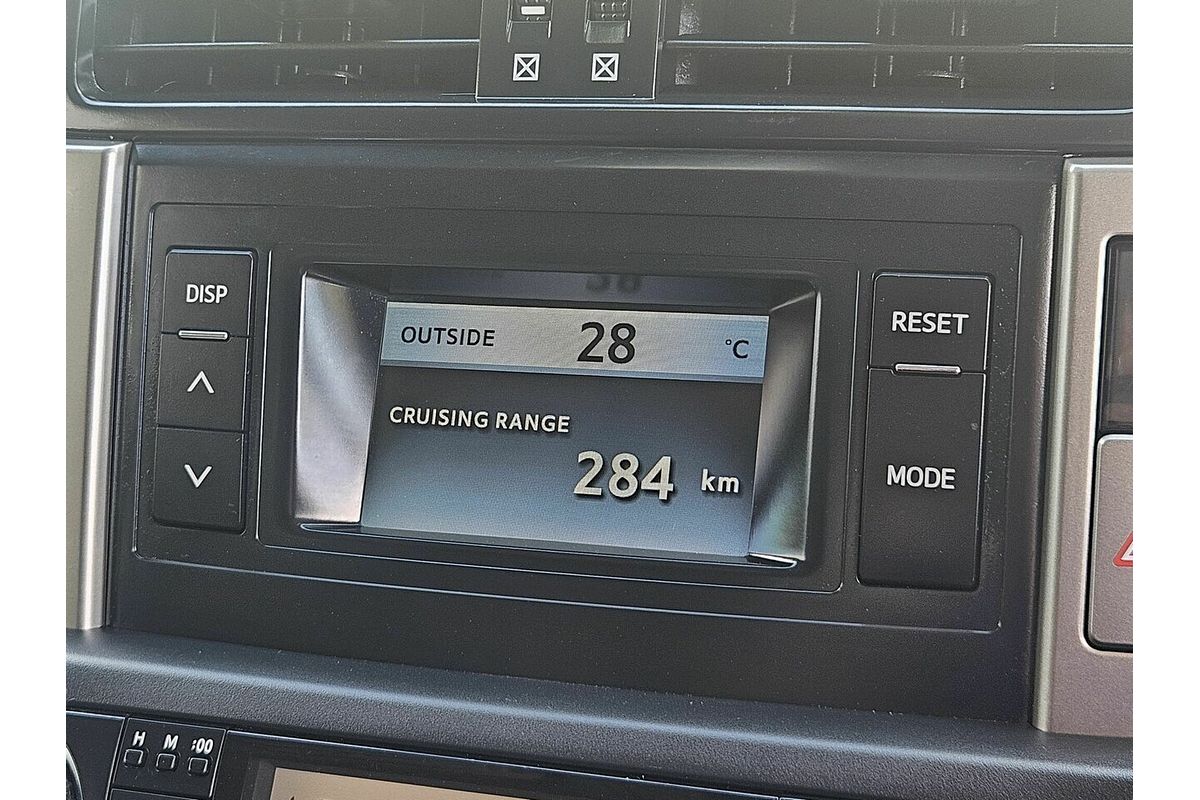 DISP
OUTSIDE 28 °C
CRUISING RANGE
284 km
RESET
MODE
H M :00